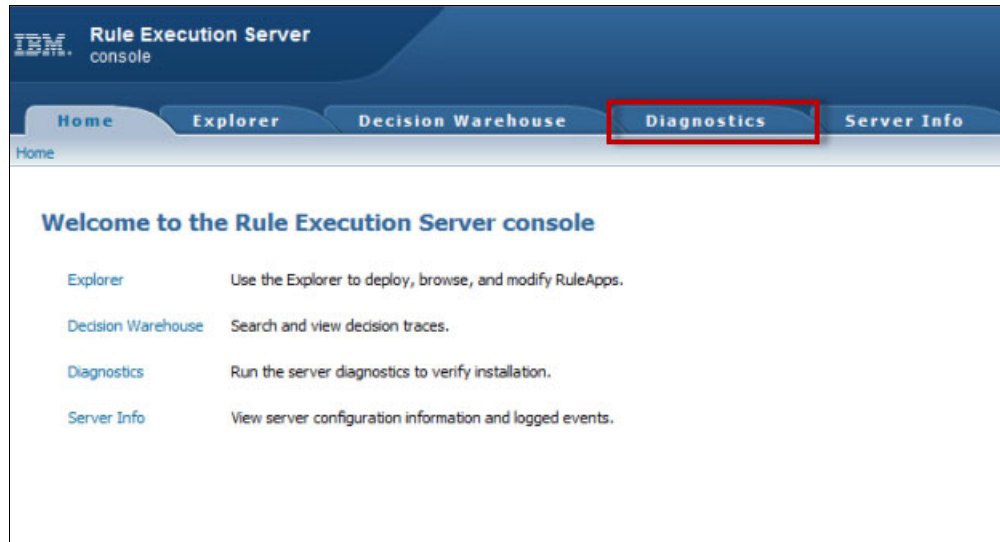 IBM. Rule Execution Server
console
Home Explorer Decision Warehouse Diagnostics Server Info
Home
Welcome to the Rule Execution Server console
Explorer Use the Explorer to deploy, browse, and modify RuleApps.
Decision Warehouse Search and view decision traces.
Diagnostics Run the server diagnostics to verify installation.
Server Info View server configuration information and logged events.